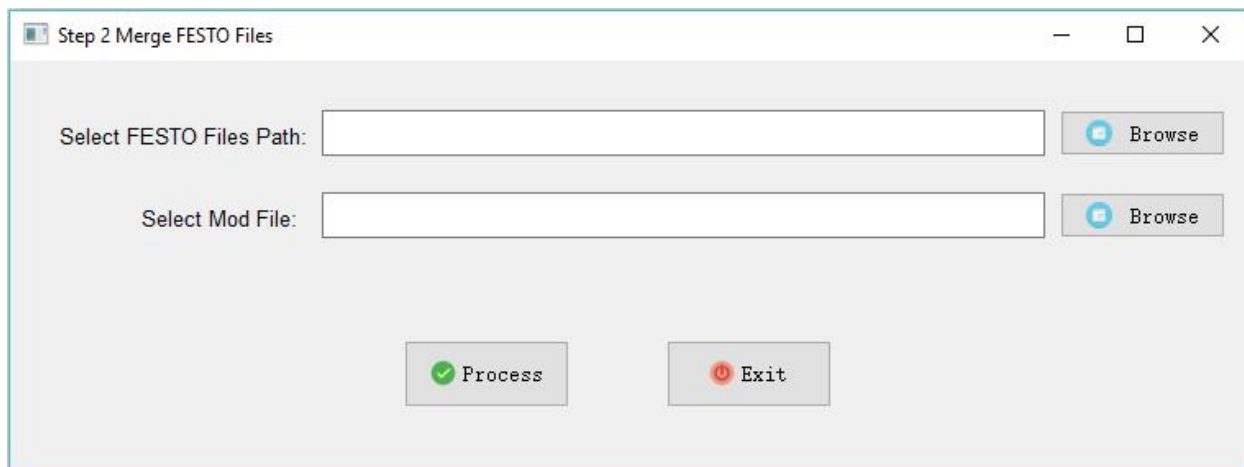 Step 2 Merge FESTO Files
Select FESTO Files Path:
Browse
Select Mod File:
Browse
Process
Exit